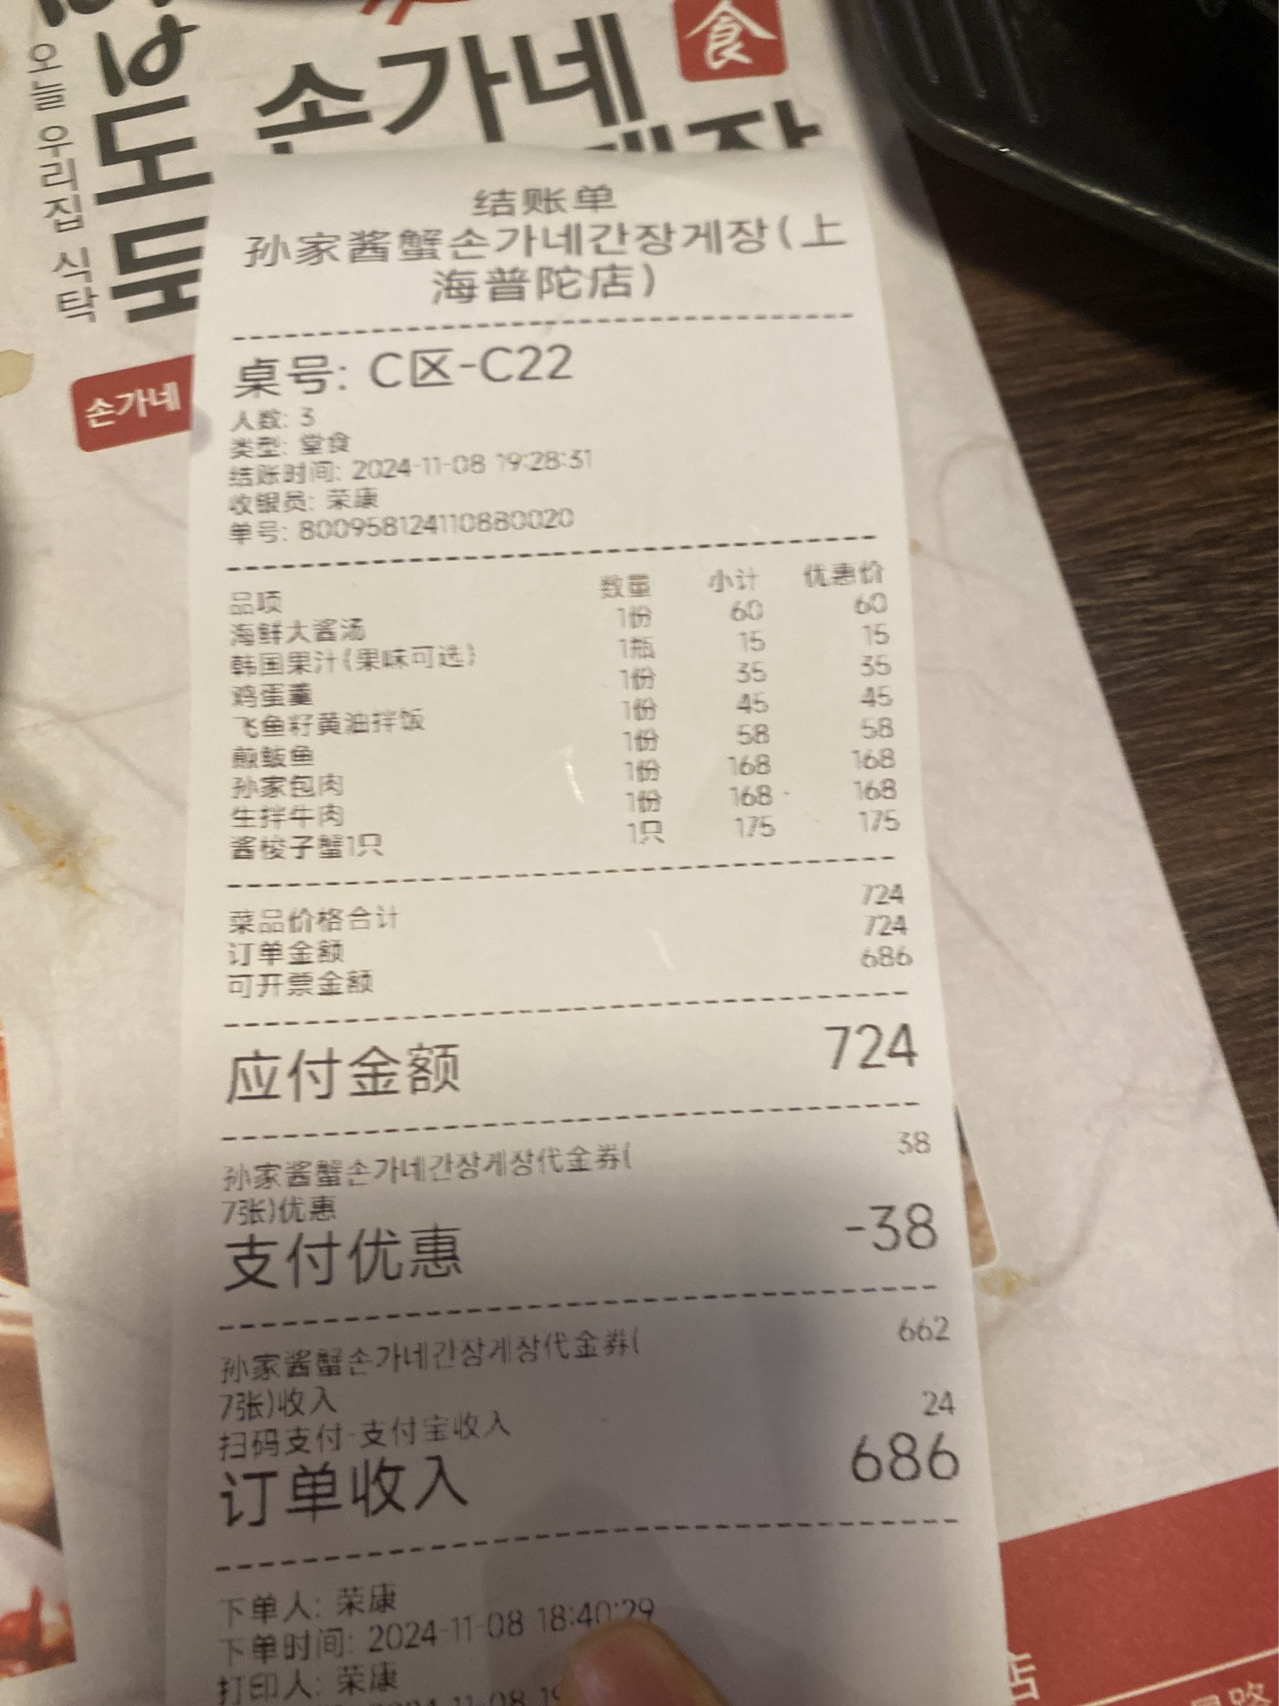 오늘 우리집 식탁
손가네
食
손가네
结账单
孙家酱蟹손가네간장게장(上
海普陀店)
桌号: C区-C22
人数: 3
类型: 堂食
结账时间: 2024-11-08 19:28:31
收银员: 荣康
单号: 800958124110880020
品项 数量 小计 优惠价
海鲜大酱汤 1份 60 60
韩国果汁(果味可选) 1瓶 15 15
鸡蛋羹 1份 35 35
飞鱼籽黄油拌饭 1份 45 45
煎鲅鱼 1份 58 58
孙家包肉 1份 168 168
生拌牛肉 1份 168 168
酱梭子蟹1只 1只 175 175
菜品价格合计 724
订单金额 724
可开票金额 686
应付金额 724
孙家酱蟹손가네간장게장代金券( 38
7张)优惠
支付优惠 -38
孙家酱蟹손가네간장게장代金券( 662
7张)收入
扫码支付-支付宝收入 24
订单收入 686
下单人: 荣康
下单时间: 2024-11-08 18:40:29
打印人: 荣康
店